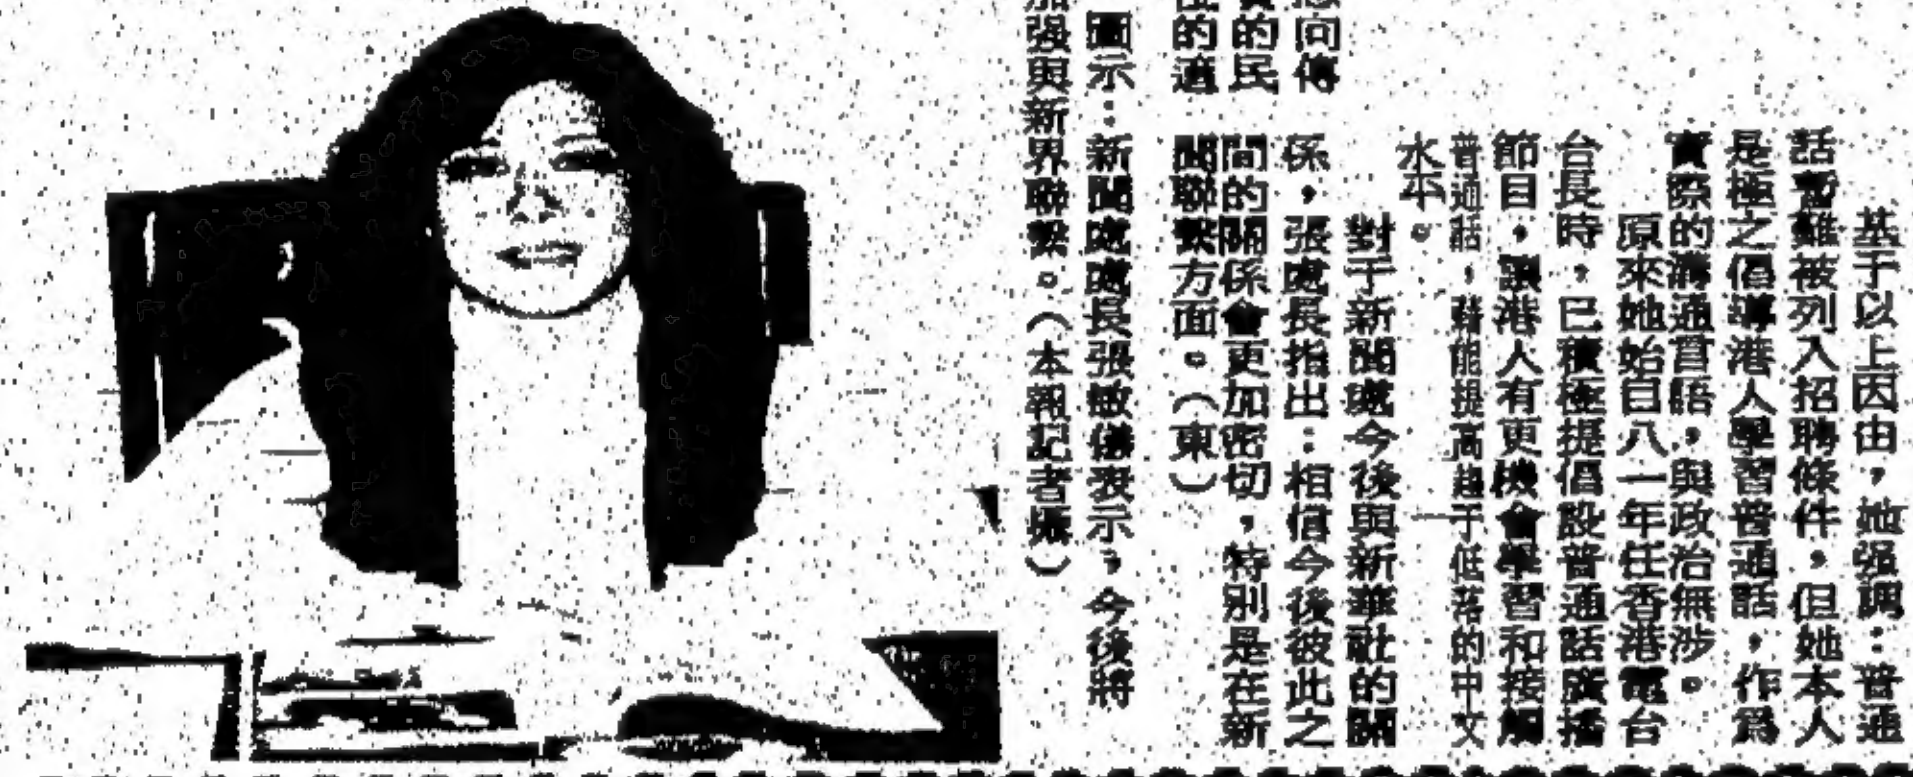 基于以上因由，她强調：普通
話暫難被列入招聘條件，但她本人
是極之倡導港人學習普通話，作爲
實際的溝通言語，與政治無涉。
原來她始自八一年任香港電台
台長時，已積極提倡設普通話廣播
節目，讓港人有更機會學習和接觸
普通話，藉能提高趨于低落的中文
水平。
對于新聞處今後與新華社的關
係，張處長指出：相信今後彼此之
間的關係會更加密切，特別是在新
聞聯繫方面。（東）
向傳
的民
的適
圖示：新聞處處長張敏儀表示，今後將
加强與新界聯繫。（本報記者攝）